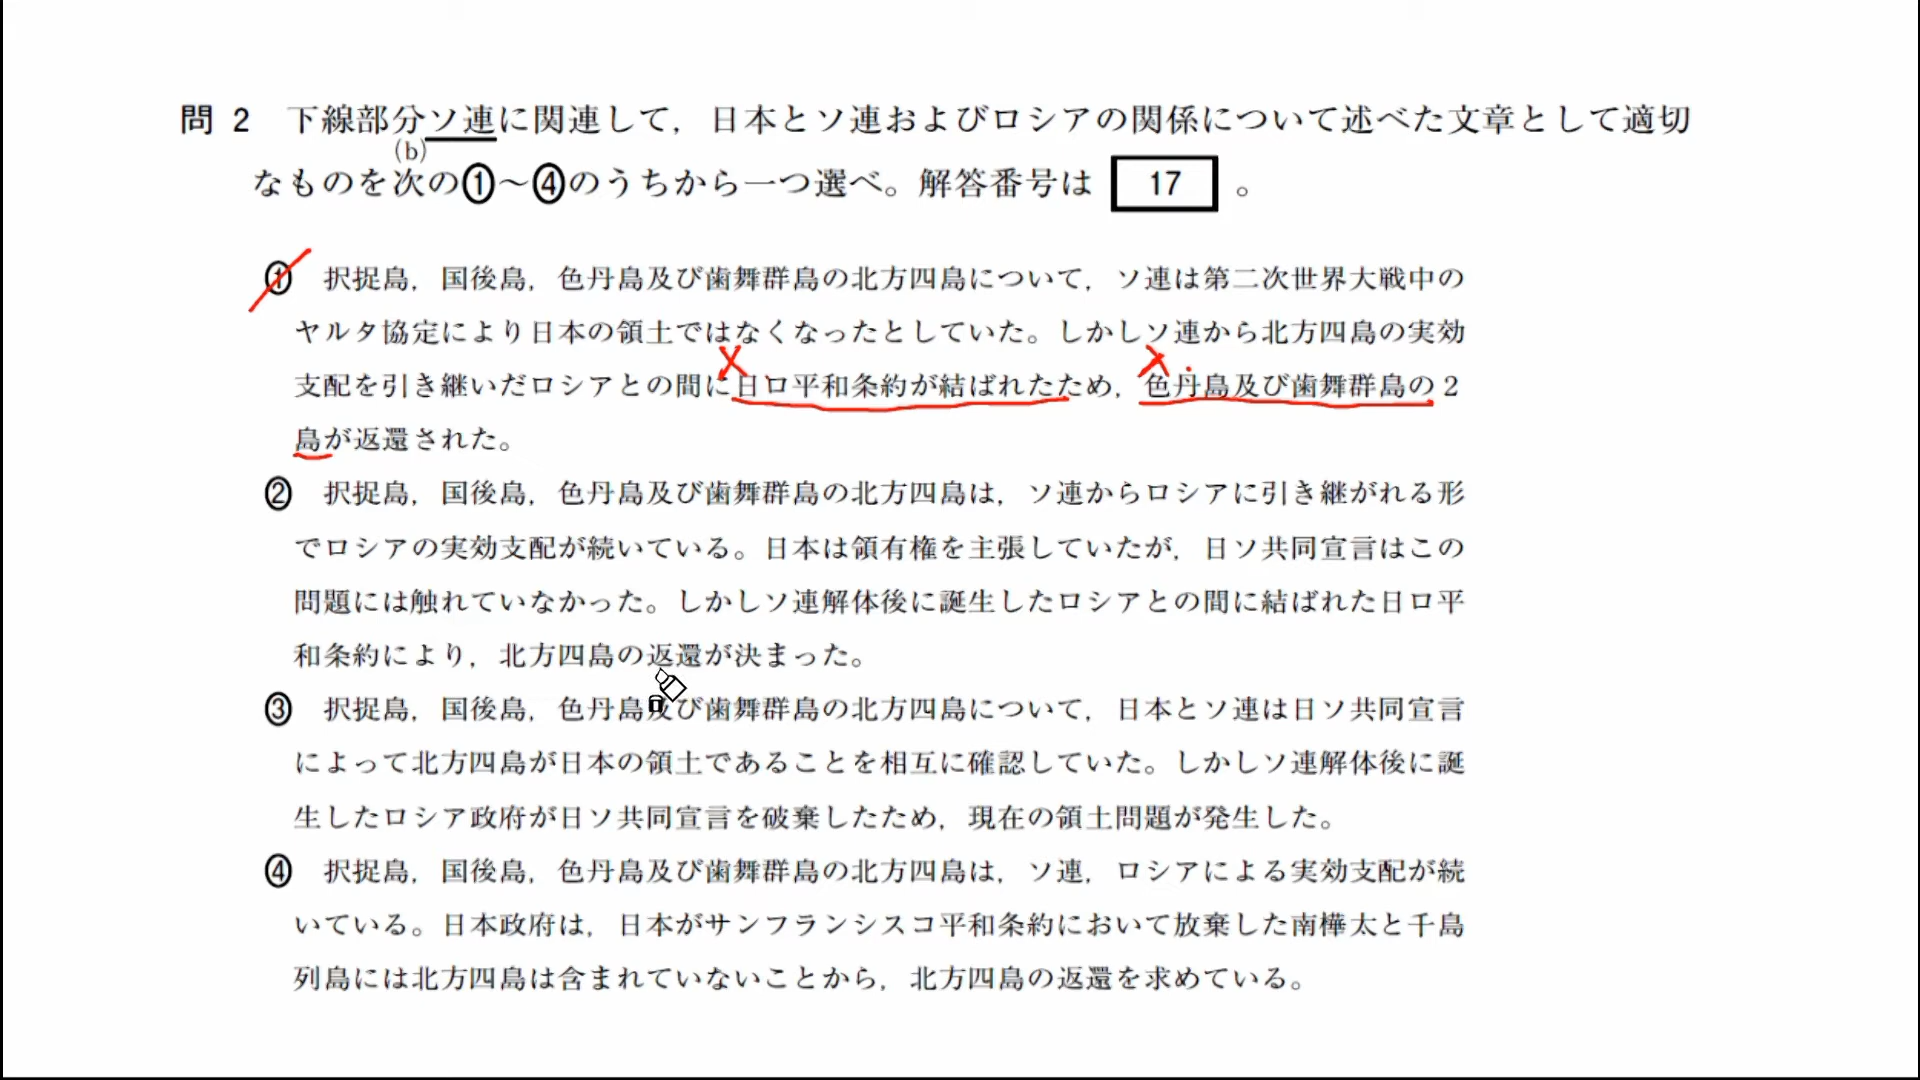 問 2 下線部分ソ連に関連して，日本とソ連およびロシアの関係について述べた文章として適切
(b)
なものを次の①～④のうちから一つ選べ。解答番号は 17 。
① 択捉島，国後島，色丹島及び歯舞群島の北方四島について，ソ連は第二次世界大戦中の
ヤルタ協定により日本の領土ではなくなったとしていた。しかしソ連から北方四島の実効
支配を引き継いだロシアとの間に日ロ平和条約が結ばれたため，色丹島及び歯舞群島の2
島が返還された。
② 択捉島，国後島，色丹島及び歯舞群島の北方四島は，ソ連からロシアに引き継がれる形
でロシアの実効支配が続いている。日本は領有権を主張していたが，日ソ共同宣言はこの
問題には触れていなかった。しかしソ連解体後に誕生したロシアとの間に結ばれた日ロ平
和条約により，北方四島の返還が決まった。
③ 択捉島，国後島，色丹島及び歯舞群島の北方四島について，日本とソ連は日ソ共同宣言
によって北方四島が日本の領土であることを相互に確認していた。しかしソ連解体後に誕
生したロシア政府が日ソ共同宣言を破棄したため，現在の領土問題が発生した。
④ 択捉島，国後島，色丹島及び歯舞群島の北方四島は，ソ連，ロシアによる実効支配が続
いている。日本政府は，日本がサンフランシスコ平和条約において放棄した南樺太と千島
列島には北方四島は含まれていないことから，北方四島の返還を求めている。